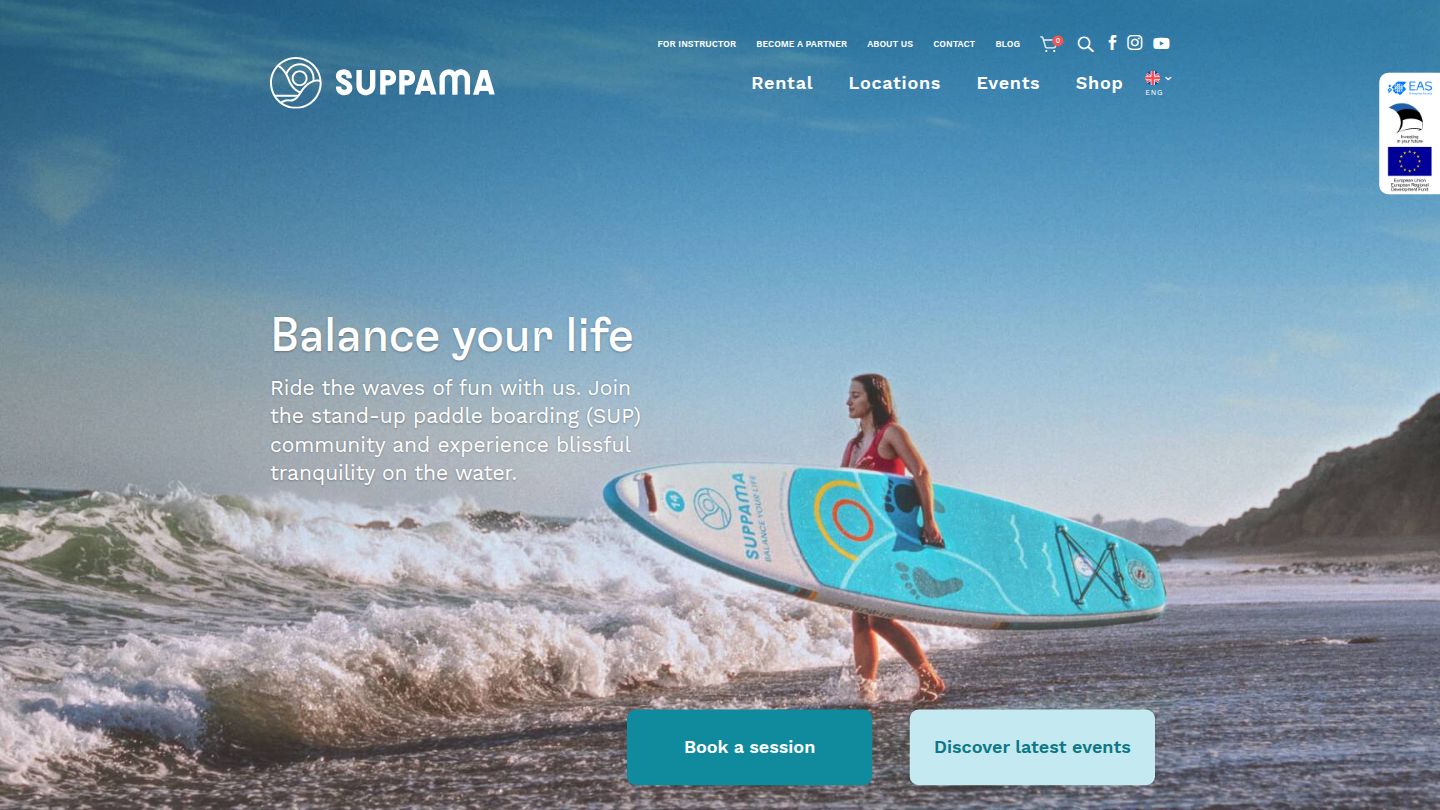 FOR INSTRUCTOR BECOME A PARTNER ABOUT US CONTACT BLOG 0
SUPPAMA
Rental Locations Events Shop
ENG
EAS
Investing
in your future
European Union
European Regional
Development Fund
Balance your life
Ride the waves of fun with us. Join
the stand-up paddle boarding (SUP)
community and experience blissful
tranquility on the water.
14
SUPPAMA
BALANCE YOUR LIFE
Book a session
Discover latest events